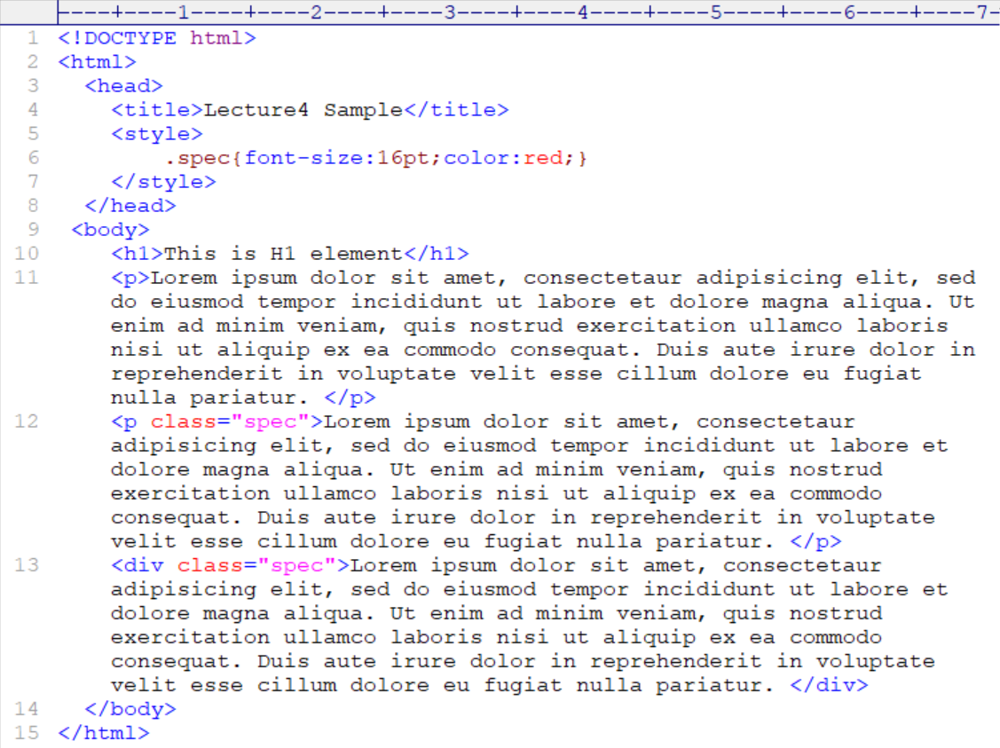 ├----+----1----+----2----+----3----+----4----+----5----+----6----+----7-
1 <!DOCTYPE html>
2 <html>
3   <head>
4     <title>Lecture4 Sample</title>
5     <style>
6         .spec{font-size:16pt;color:red;}
7     </style>
8   </head>
9  <body>
10     <h1>This is H1 element</h1>
11     <p>Lorem ipsum dolor sit amet, consectetaur adipisicing elit, sed
do eiusmod tempor incididunt ut labore et dolore magna aliqua. Ut
enim ad minim veniam, quis nostrud exercitation ullamco laboris
nisi ut aliquip ex ea commodo consequat. Duis aute irure dolor in
reprehenderit in voluptate velit esse cillum dolore eu fugiat
nulla pariatur. </p>
12     <p class="spec">Lorem ipsum dolor sit amet, consectetaur
adipisicing elit, sed do eiusmod tempor incididunt ut labore et
dolore magna aliqua. Ut enim ad minim veniam, quis nostrud
exercitation ullamco laboris nisi ut aliquip ex ea commodo
consequat. Duis aute irure dolor in reprehenderit in voluptate
velit esse cillum dolore eu fugiat nulla pariatur. </p>
13     <div class="spec">Lorem ipsum dolor sit amet, consectetaur
adipisicing elit, sed do eiusmod tempor incididunt ut labore et
dolore magna aliqua. Ut enim ad minim veniam, quis nostrud
exercitation ullamco laboris nisi ut aliquip ex ea commodo
consequat. Duis aute irure dolor in reprehenderit in voluptate
velit esse cillum dolore eu fugiat nulla pariatur. </div>
14   </body>
15 </html>